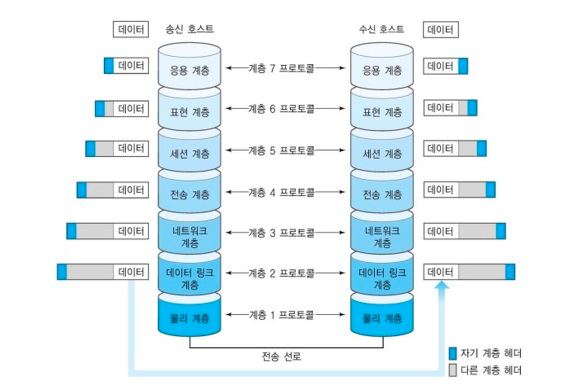 데이터 송신 호스트 수신 호스트 데이터
데이터 응용 계층 계층 7 프로토콜 응용 계층 데이터
데이터 표현 계층 계층 6 프로토콜 표현 계층 데이터
데이터 세션 계층 계층 5 프로토콜 세션 계층 데이터
데이터 전송 계층 계층 4 프로토콜 전송 계층 데이터
데이터 네트워크 계층 계층 3 프로토콜 네트워크 계층 데이터
데이터 데이터 링크 계층 계층 2 프로토콜 데이터 링크 계층 데이터
물리 계층 계층 1 프로토콜 물리 계층
전송 선로
자기 계층 헤더
다른 계층 헤더